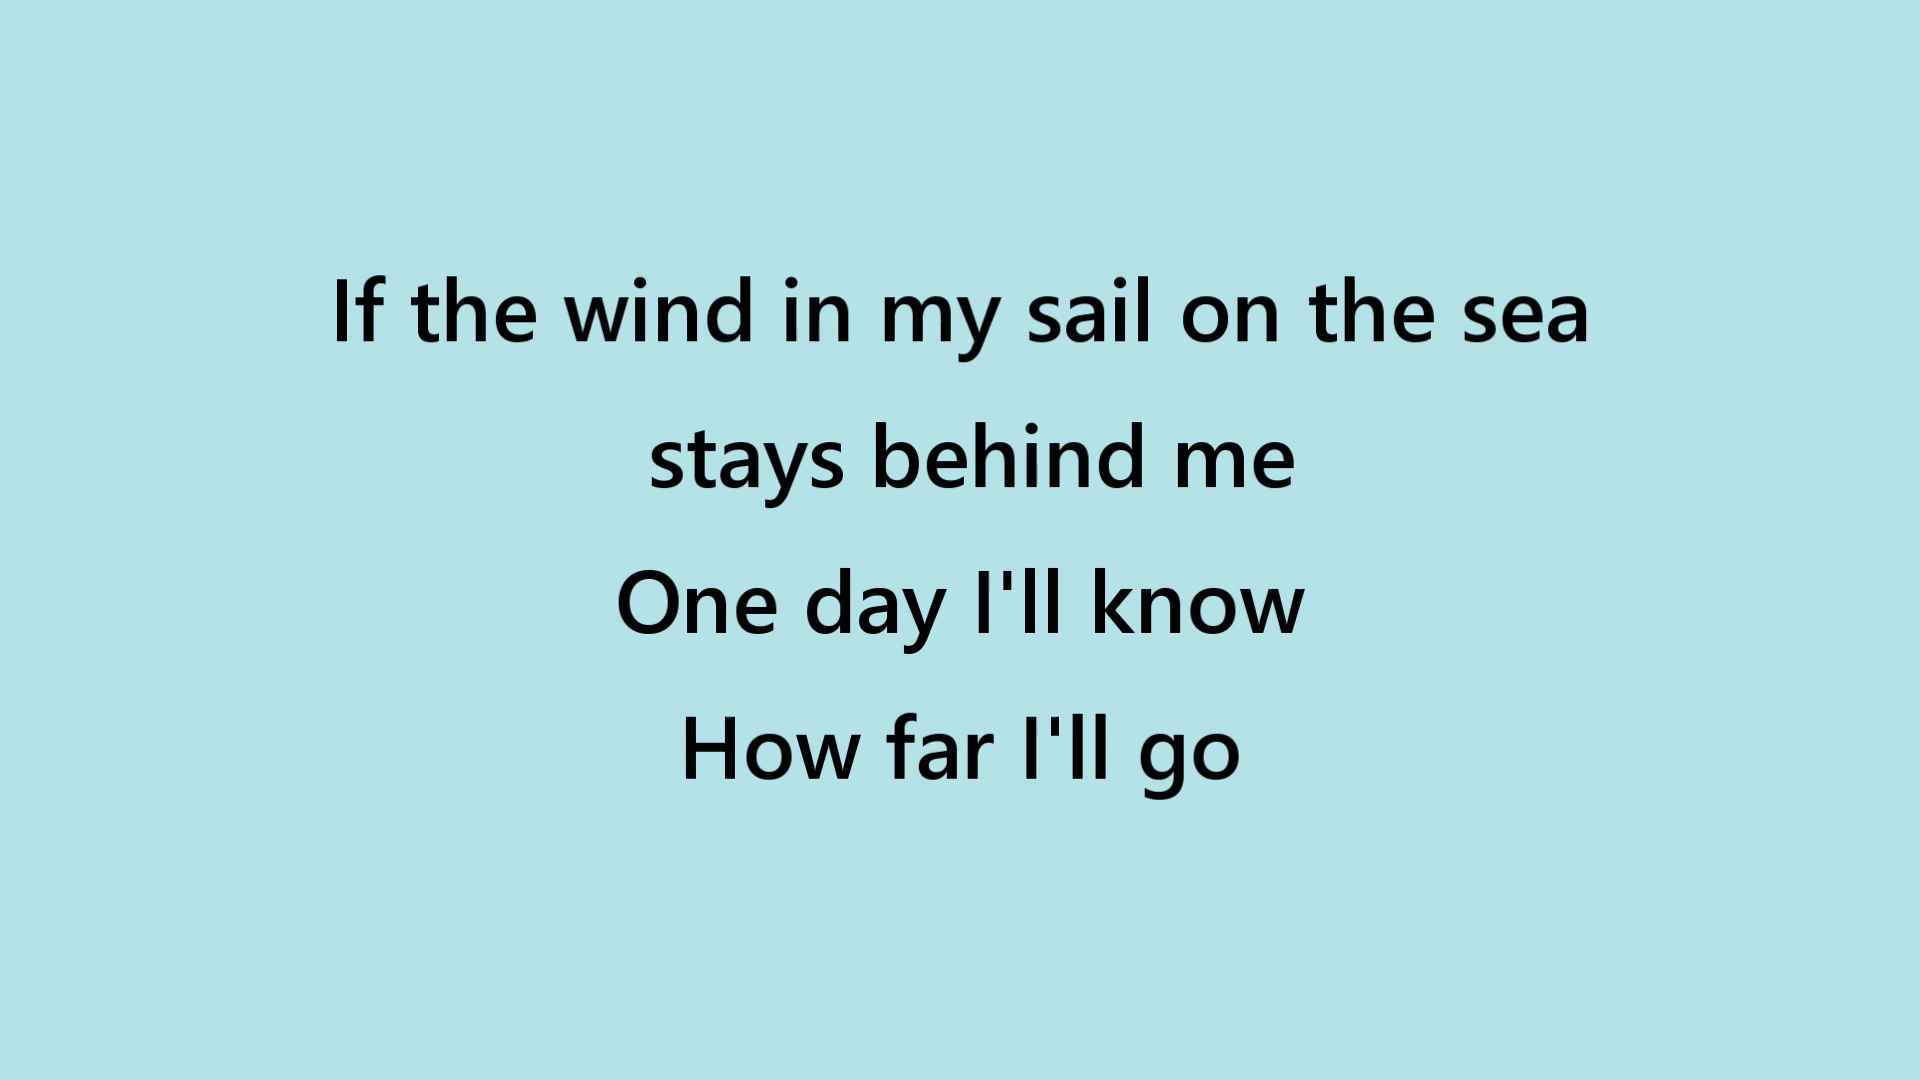 If the wind in my sail on the sea
stays behind me
One day I'll know
How far I'll go